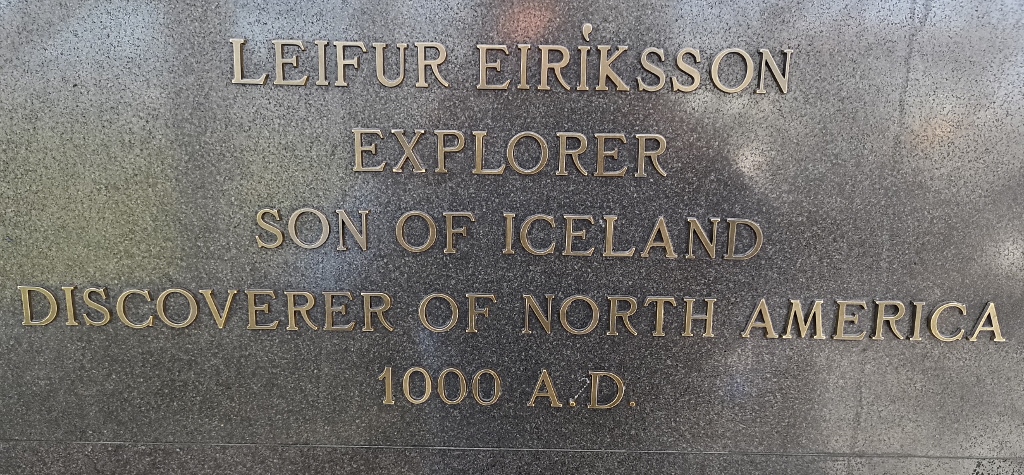 LEIFUR EIRÍKSSON
EXPLORER
SON OF ICELAND
DISCOVERER OF NORTH AMERICA
1000 A.D.